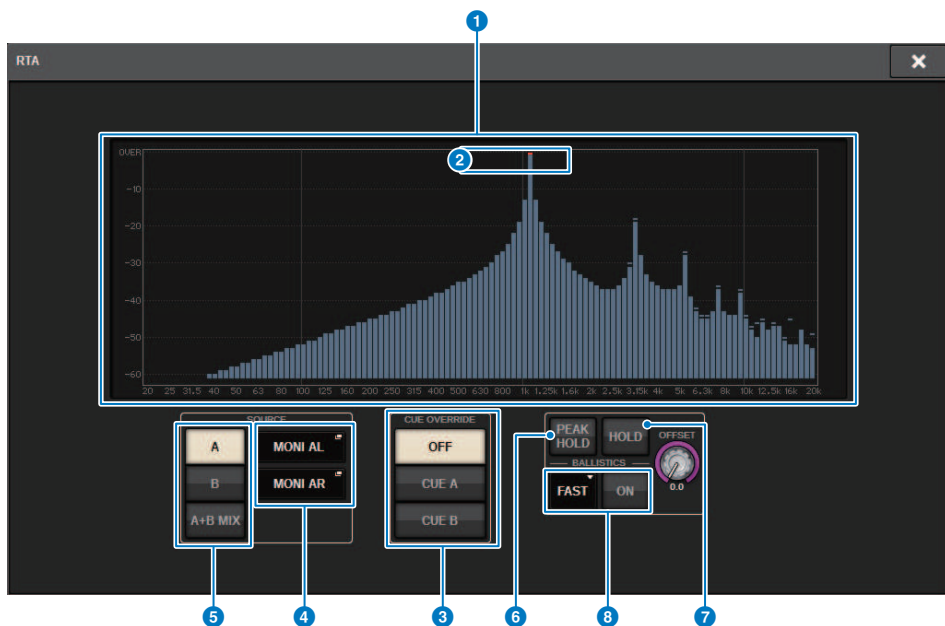 1
RTA
×
2
OVER
-10
-20
-30
-40
-50
-60
20 25 31.5 40 50 63 80 100 125 160 200 250 315 400 500 630 800 1k 1.25k 1.6k 2k 2.5k 3.15k 4k 5k 6.3k 8k 10k 12.5k 16k 20k
SOURCE
A
B
A+B MIX
MONI AL
MONI AR
CUE OVERRIDE
OFF
CUE A
CUE B
PEAK
HOLD
HOLD
OFFSET
0.0
BALLISTICS
FAST
ON
5 4 3 6 8 7